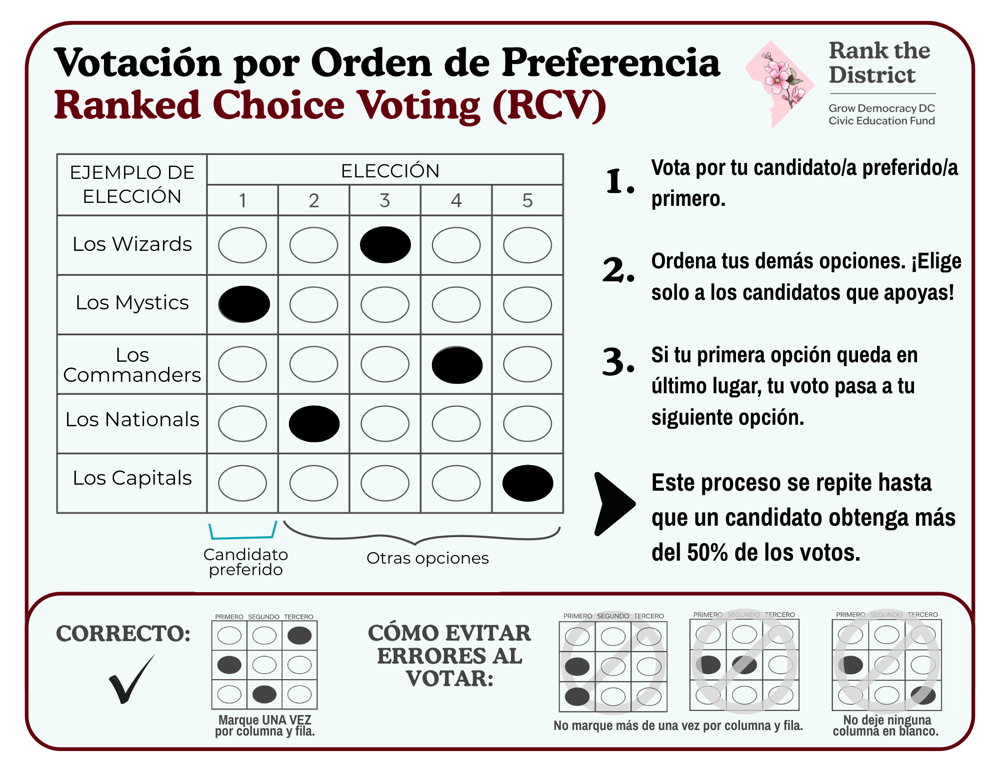 Votación por Orden de Preferencia
Ranked Choice Voting (RCV)
Rank the
District
Grow Democracy DC
Civic Education Fund
EJEMPLO DE
ELECCIÓN
ELECCIÓN
1 2 3 4 5
Los Wizards
Los Mystics
Los
Commanders
Los Nationals
Los Capitals
Candidato
preferido
Otras opciones
1. Vota por tu candidato/a preferido/a
primero.
2. Ordena tus demás opciones. ¡Elige
solo a los candidatos que apoyas!
3. Si tu primera opción queda en
último lugar, tu voto pasa a tu
siguiente opción.
Este proceso se repite hasta
que un candidato obtenga más
del 50% de los votos.
CORRECTO:
PRIMERO SEGUNDO TERCERO
Marque UNA VEZ
por columna y fila.
CÓMO EVITAR
ERRORES AL
VOTAR:
PRIMERO SEGUNDO TERCERO
PRIMERO SEGUNDO TERCERO
No marque más de una vez por columna y fila.
PRIMERO SEGUNDO TERCERO
No deje ninguna
columna en blanco.